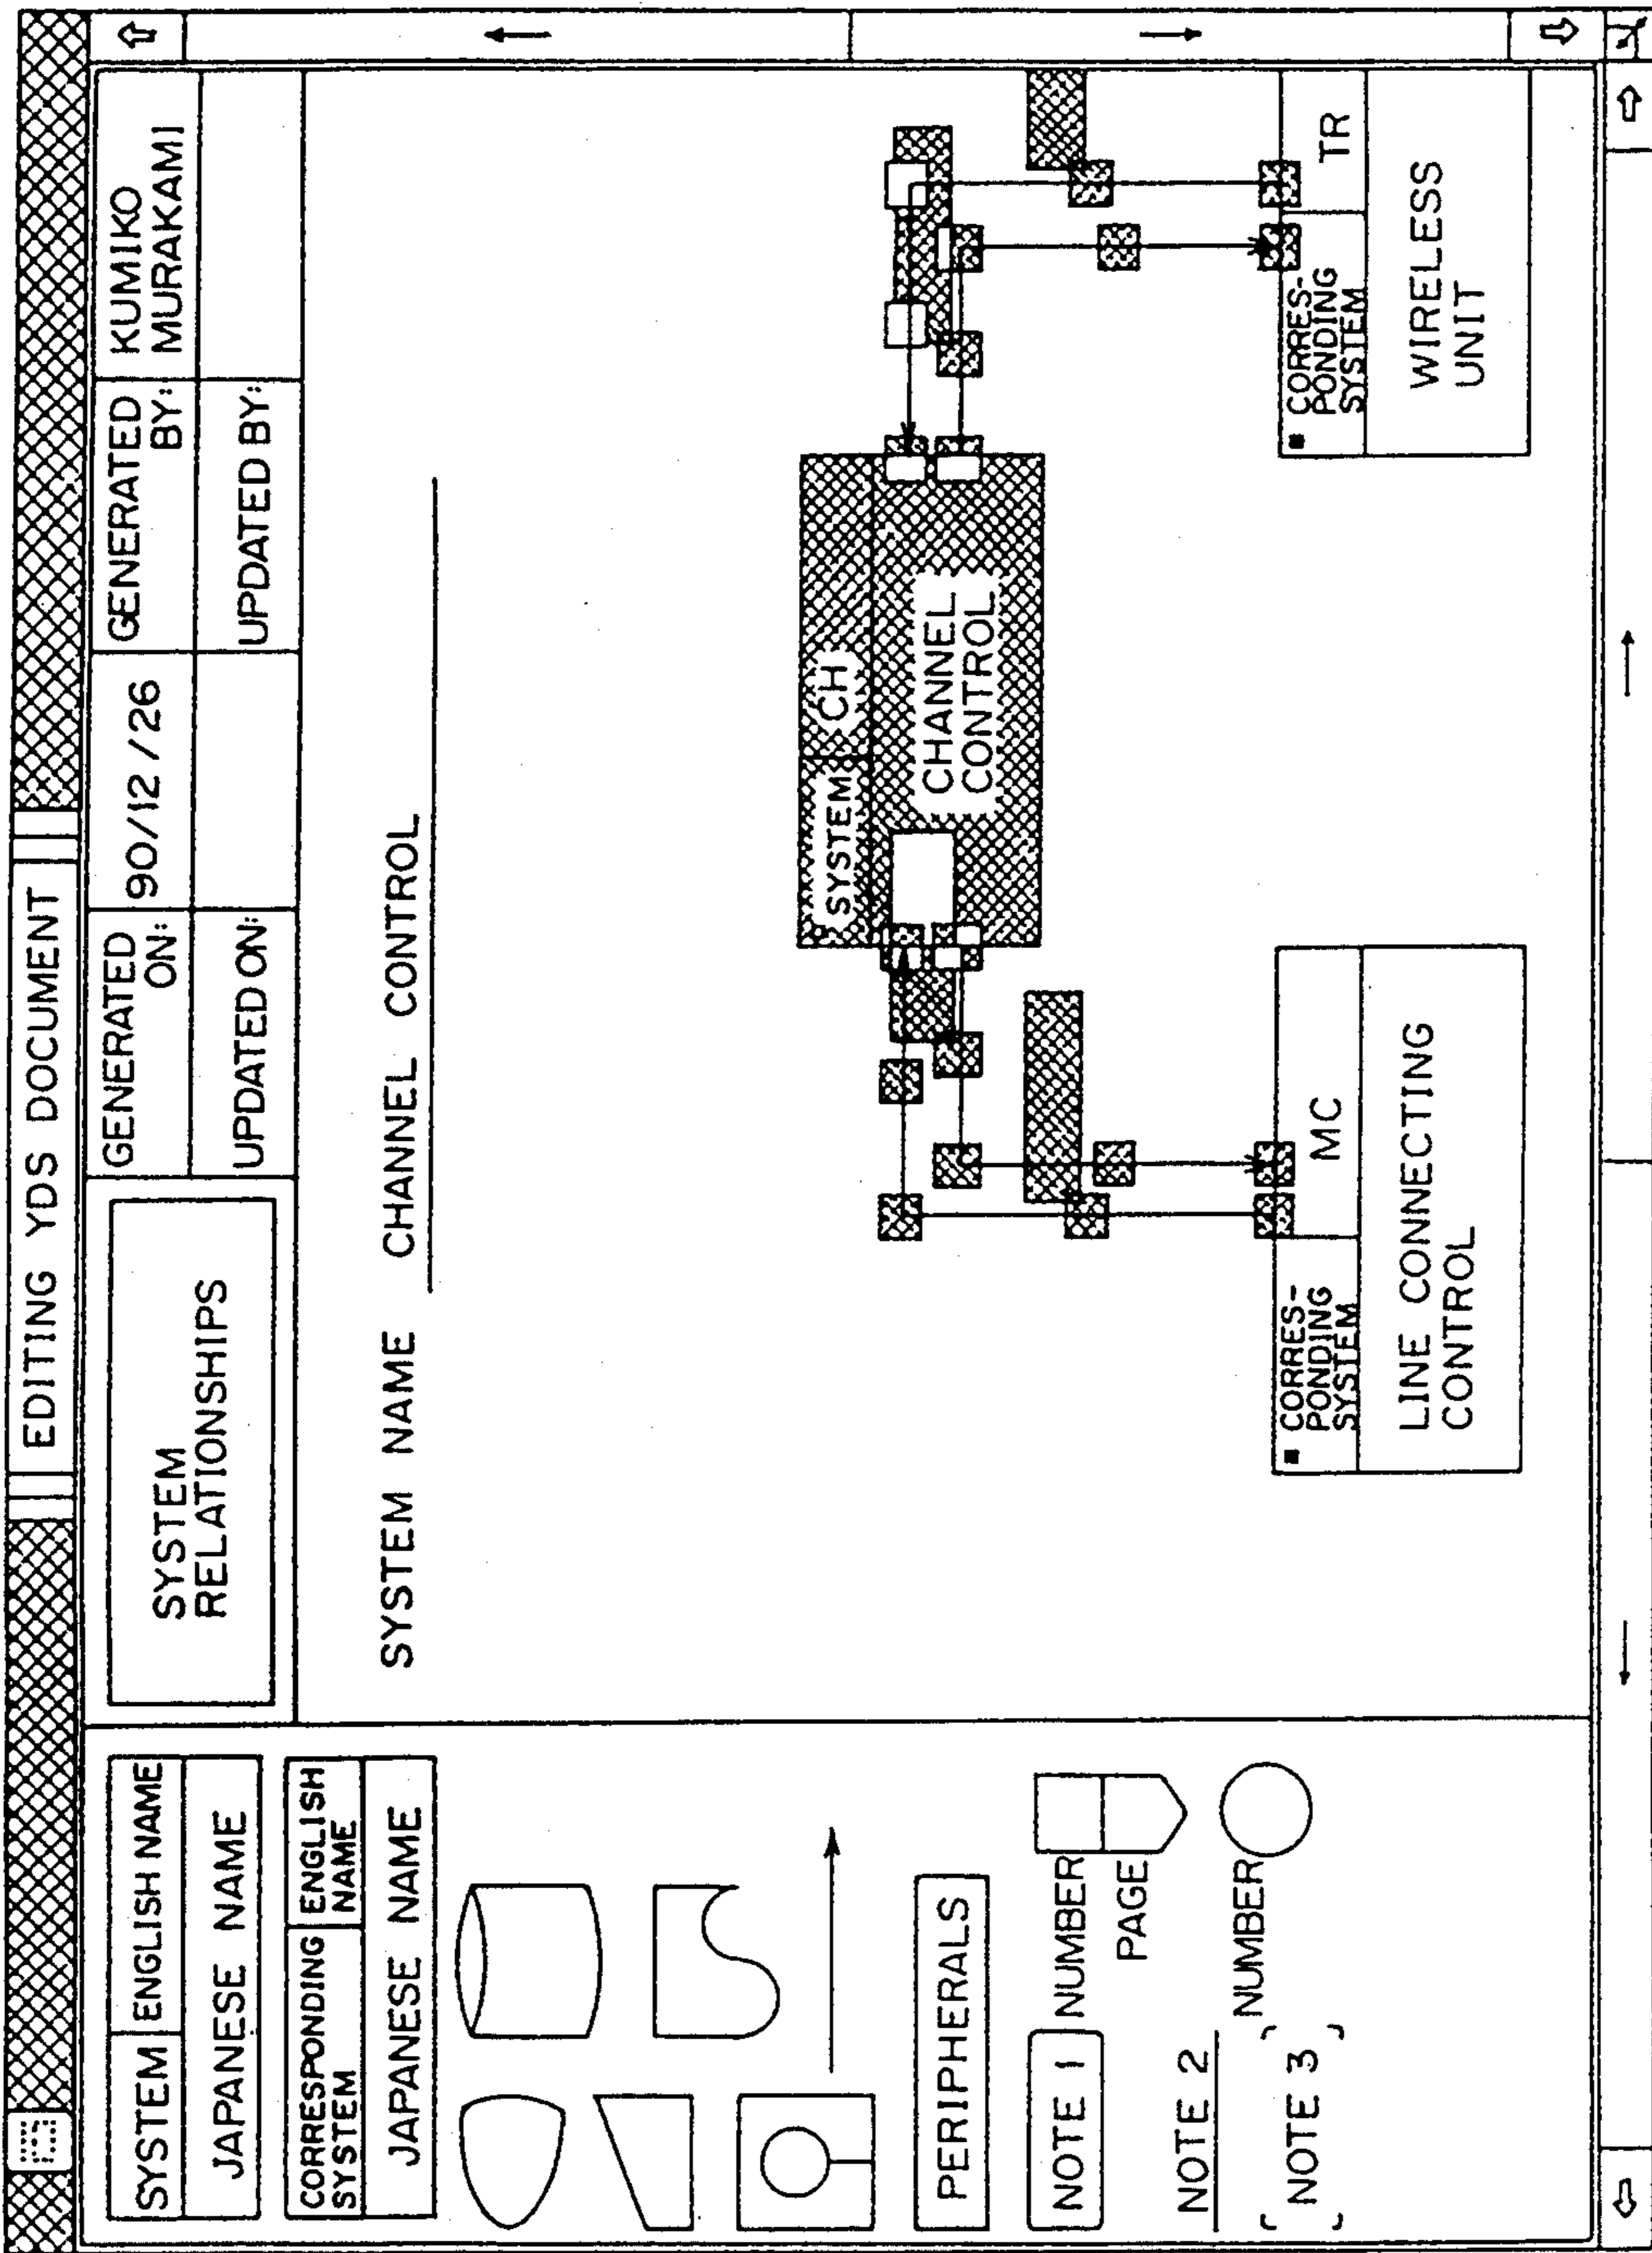 EDITING YDS DOCUMENT
SYSTEM
ENGLISH NAME
JAPANESE NAME
CORRESPONDING
SYSTEM
ENGLISH
NAME
JAPANESE NAME
PERIPHERALS
NOTE 1
NUMBER
PAGE
NOTE 2
NUMBER
NOTE 3
SYSTEM
RELATIONSHIPS
GENERATED
ON:
90/12/26
GENERATED
BY:
KUMIKO
MURAKAMI
UPDATED ON:
UPDATED BY:
SYSTEM NAME CHANNEL CONTROL
SYSTEM
CH
CHANNEL
CONTROL
CORRES-
PONDING
SYSTEM
MC
LINE CONNECTING
CONTROL
CORRES-
PONDING
SYSTEM
TR
WIRELESS
UNIT